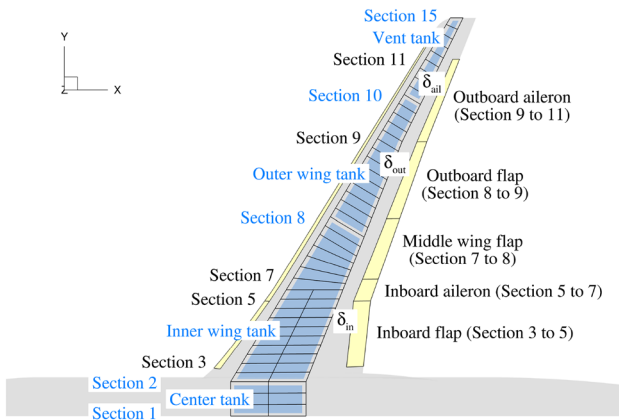 Section 15
Vent tank
Y
Section 11
Z
X
δail
Section 10
Outboard aileron
(Section 9 to 11)
Section 9
δout
Outer wing tank
Outboard flap
(Section 8 to 9)
Section 8
Middle wing flap
(Section 7 to 8)
Section 7
Inboard aileron (Section 5 to 7)
Section 5
δin
Inner wing tank
Inboard flap (Section 3 to 5)
Section 3
Section 2
Center tank
Section 1